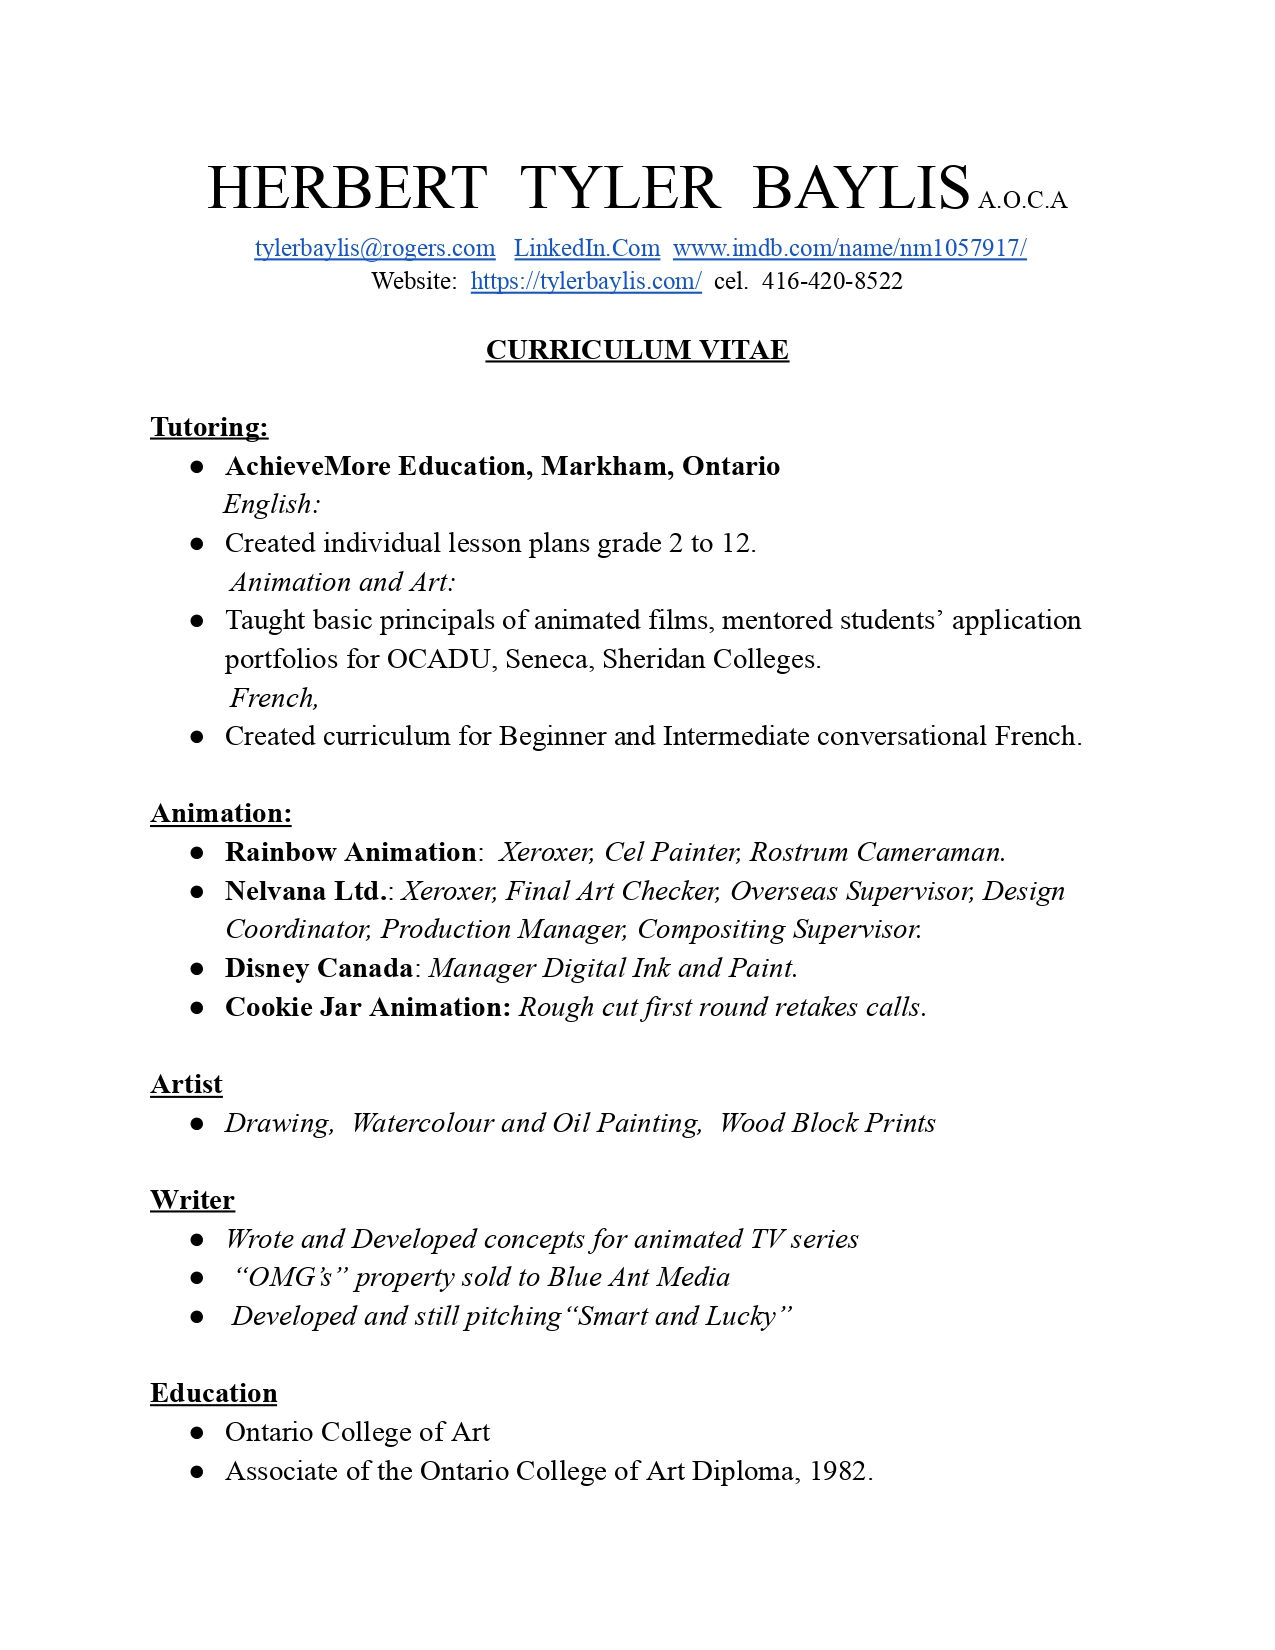 HERBERT TYLER BAYLIS A.O.C.A
tylerbaylis@rogers.com LinkedIn.Com www.imdb.com/name/nm1057917/
Website: https://tylerbaylis.com/ cel. 416-420-8522
CURRICULUM VITAE
Tutoring:
● AchieveMore Education, Markham, Ontario
English:
● Created individual lesson plans grade 2 to 12.
Animation and Art:
● Taught basic principals of animated films, mentored students’ application
portfolios for OCADU, Seneca, Sheridan Colleges.
French,
● Created curriculum for Beginner and Intermediate conversational French.
Animation:
● Rainbow Animation: Xeroxer, Cel Painter, Rostrum Cameraman.
● Nelvana Ltd.: Xeroxer, Final Art Checker, Overseas Supervisor, Design
Coordinator, Production Manager, Compositing Supervisor.
● Disney Canada: Manager Digital Ink and Paint.
● Cookie Jar Animation: Rough cut first round retakes calls.
Artist
● Drawing, Watercolour and Oil Painting, Wood Block Prints
Writer
● Wrote and Developed concepts for animated TV series
● “OMG’s” property sold to Blue Ant Media
● Developed and still pitching“Smart and Lucky”
Education
● Ontario College of Art
● Associate of the Ontario College of Art Diploma, 1982.